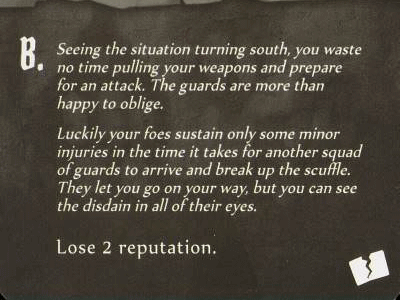 B.
Seeing the situation turning south, you waste
no time pulling your weapons and prepare
for an attack. The guards are more than
happy to oblige.
Luckily your foes sustain only some minor
injuries in the time it takes for another squad
of guards to arrive and break up the scuffle.
They let you go on your way, but you can see
the disdain in all of their eyes.
Lose 2 reputation.